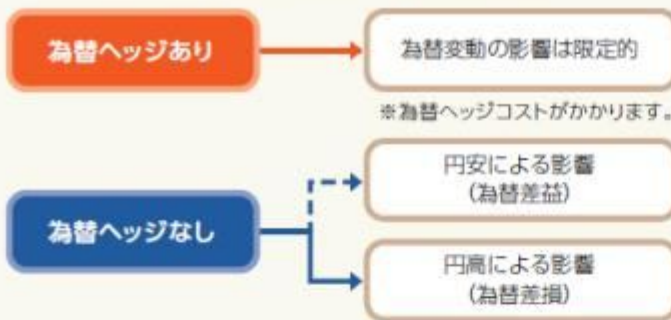 為替ヘッジあり
為替変動の影響は限定的
※為替ヘッジコストがかかります。
為替ヘッジなし
円安による影響
(為替差益)
円高による影響
(為替差損)